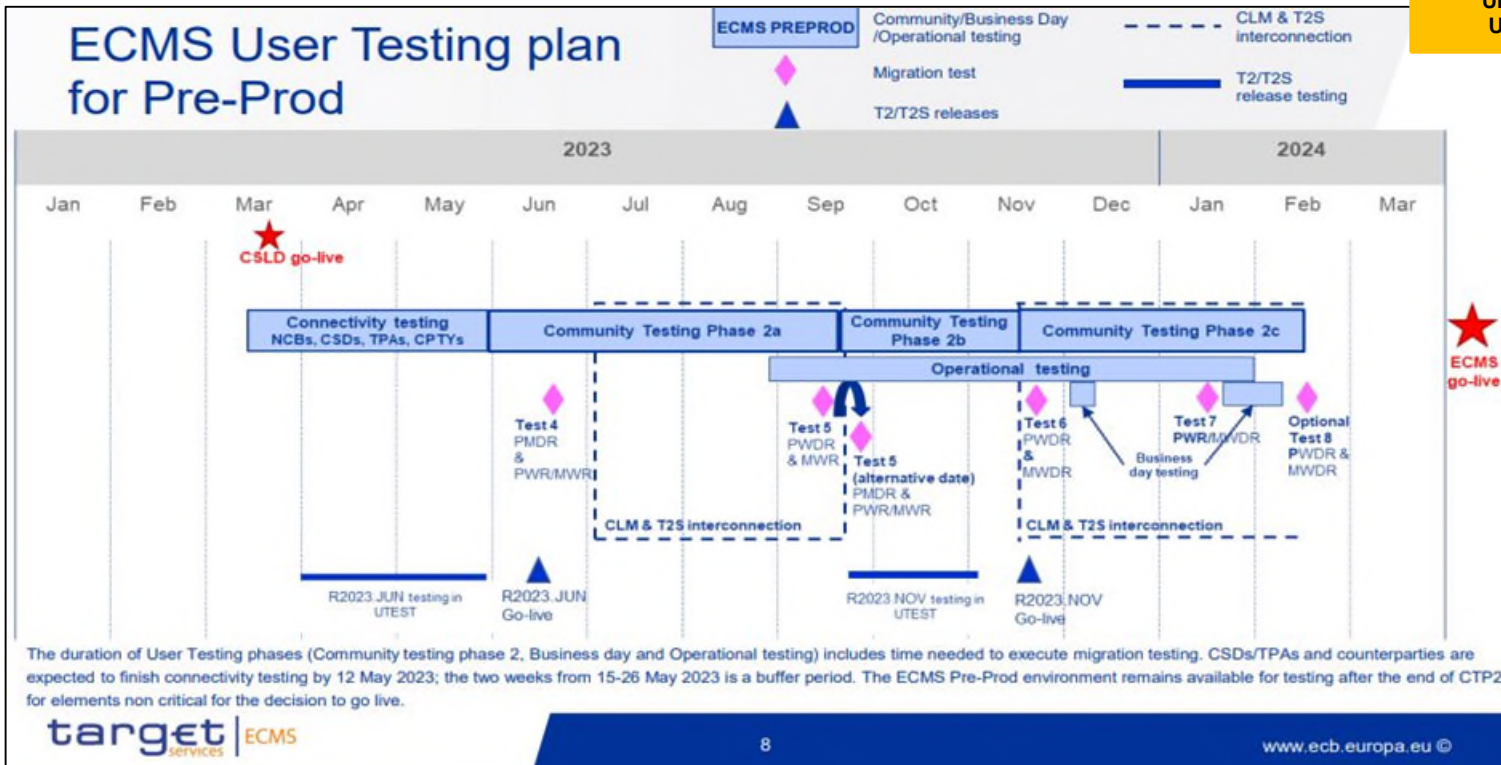 ECMS User Testing plan
for Pre-Prod
ECMS PREPROD
Community/Business Day
/Operational testing
Migration test
T2/T2S releases
CLM & T2S
interconnection
T2/T2S
release testing
2023
2024
Jan Feb Mar Apr May Jun Jul Aug Sep Oct Nov Dec Jan Feb Mar
CSLD go-live
Connectivity testing
NCBs, CSDs, TPAs, CPTYs
Community Testing Phase 2a
Community Testing
Phase 2b
Community Testing Phase 2c
Operational testing
ECMS
go-live
Test 4
PMDR
&
PWR/MWR
Test 5
PWDR
& MWR
Test 5
(alternative date)
PMDR &
PWR/MWR
Test 6
PWDR
&
MWDR
Business
day testing
Test 7
PWR/MWDR
Optional
Test 8
PWDR &
MWDR
CLM & T2S interconnection
CLM & T2S interconnection
R2023.JUN testing in
UTEST
R2023.JUN
Go-live
R2023.NOV testing in
UTEST
R2023.NOV
Go-live
The duration of User Testing phases (Community testing phase 2, Business day and Operational testing) includes time needed to execute migration testing. CSDs/TPAs and counterparties are
expected to finish connectivity testing by 12 May 2023; the two weeks from 15-26 May 2023 is a buffer period. The ECMS Pre-Prod environment remains available for testing after the end of CTP2
for elements non critical for the decision to go live.
target services | ECMS
8
www.ecb.europa.eu ©